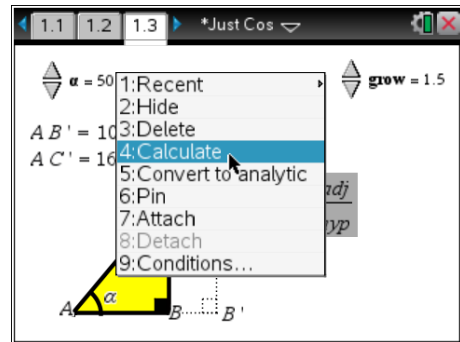 1.1 1.2 1.3 *Just Cos
α = 50
grow = 1.5
1:Recent
2:Hide
A B ' = 10
3:Delete
A C ' = 16
4:Calculate
5:Convert to analytic
adj
6:Pin
7:Attach
hyp
8:Detach
9:Conditions...
A α B B '